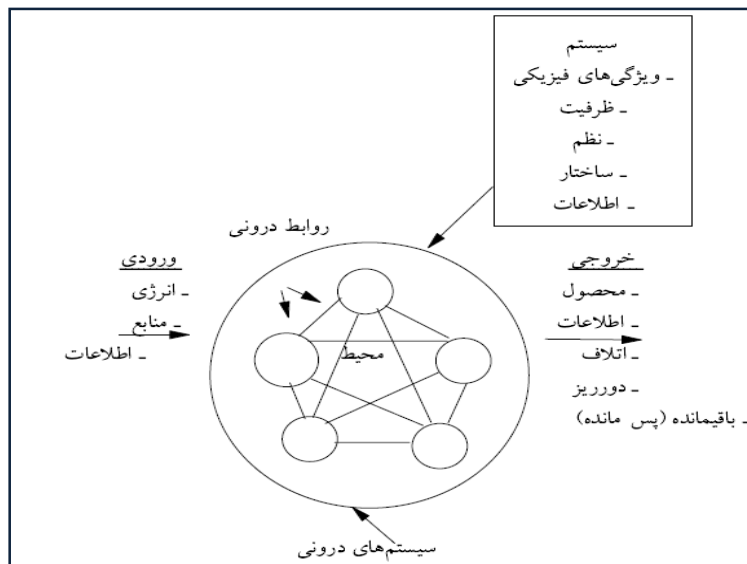 سیستم
ـ ویژگی‌های فیزیکی
ـ ظرفیت
ـ نظم
ـ ساختار
ـ اطلاعات
روابط درونی
ورودی
ـ انرژی
ـ منابع
ـ اطلاعات
محیط
خروجی
ـ محصول
ـ اطلاعات
ـ اتلاف
ـ دورریز
ـ باقیمانده (پس مانده)
سیستم‌های درونی